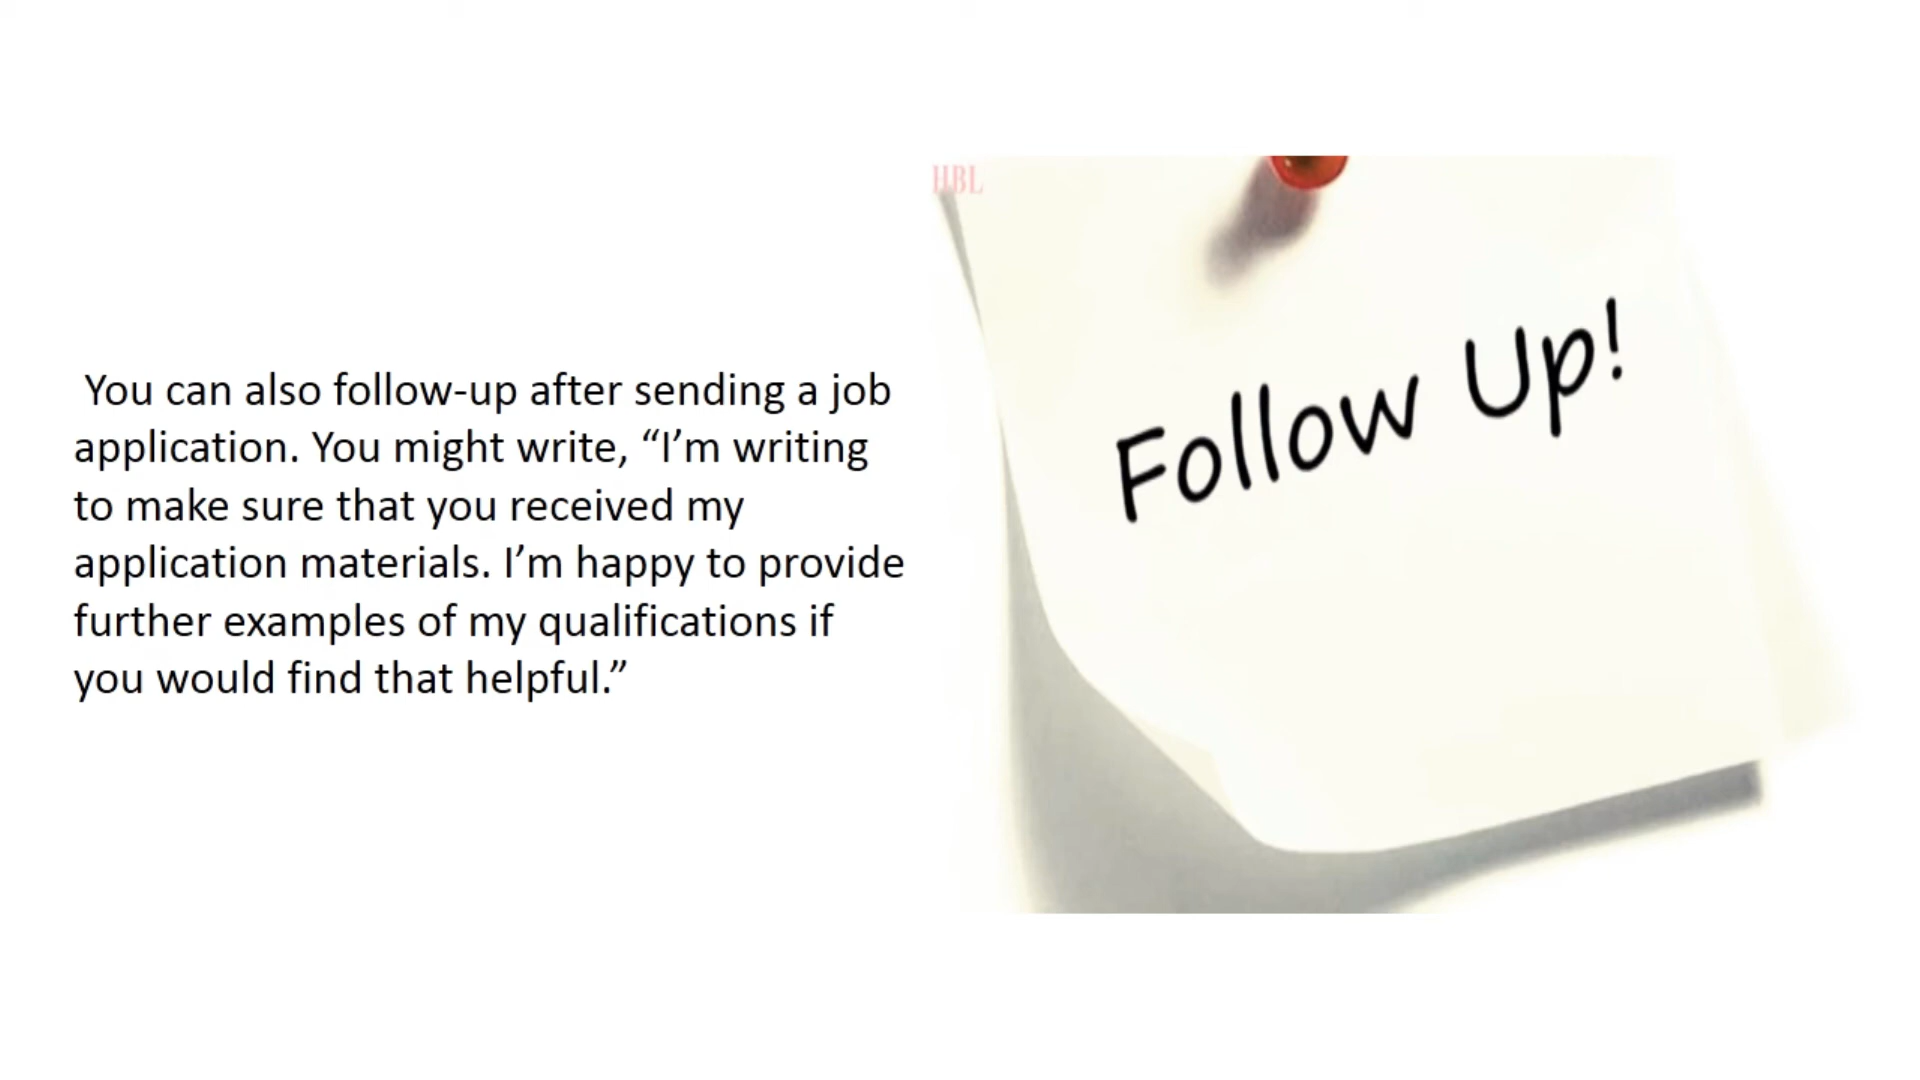 You can also follow-up after sending a job
application. You might write, “I’m writing
to make sure that you received my
application materials. I’m happy to provide
further examples of my qualifications if
you would find that helpful.”
HBL
Follow Up!